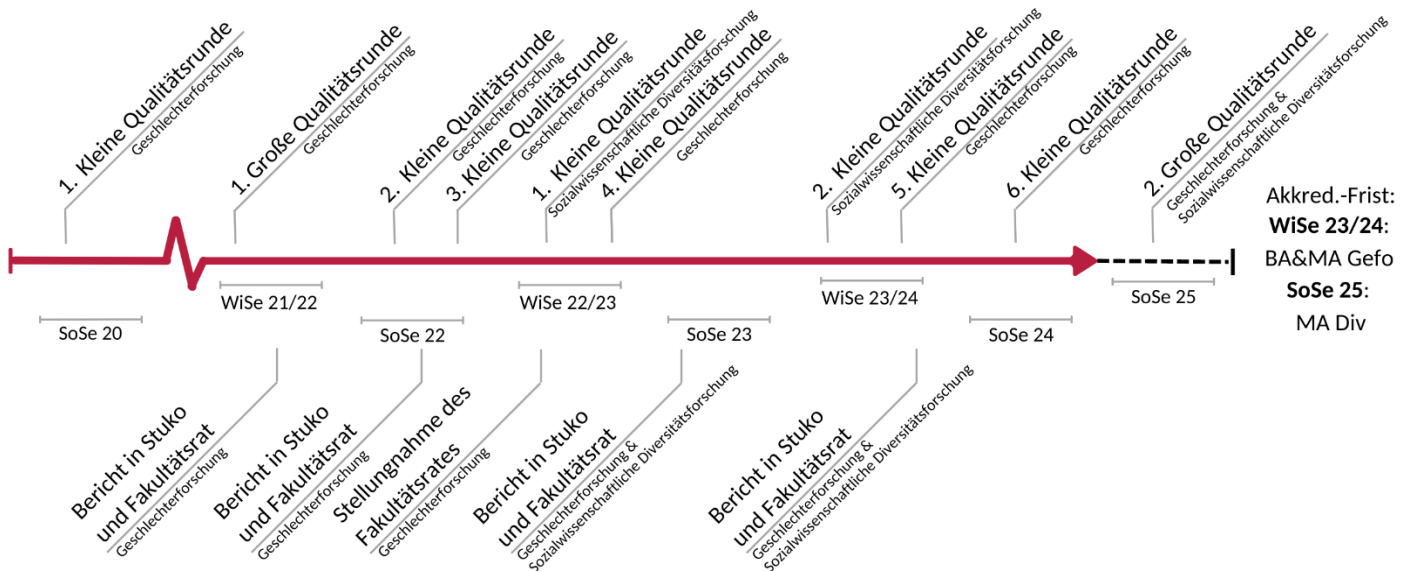 1. Kleine Qualitätsrunde
Geschlechterforschung
1. Große Qualitätsrunde
Geschlechterforschung
2. Kleine Qualitätsrunde
Geschlechterforschung
3. Kleine Qualitätsrunde
Geschlechterforschung
1. Kleine Qualitätsrunde
Sozialwissenschaftliche Diversitätsforschung
4. Kleine Qualitätsrunde
Geschlechterforschung
2. Kleine Qualitätsrunde
Sozialwissenschaftliche Diversitätsforschung
5. Kleine Qualitätsrunde
Geschlechterforschung
6. Kleine Qualitätsrunde
Geschlechterforschung
2. Große Qualitätsrunde
Geschlechterforschung &
Sozialwissenschaftliche Diversitätsforschung
Akkred.-Frist:
WiSe 23/24:
BA&MA Gefo
SoSe 25:
MA Div
SoSe 20
WiSe 21/22
SoSe 22
WiSe 22/23
SoSe 23
WiSe 23/24
SoSe 24
SoSe 25
Bericht in Stuko
und Fakultätsrat
Geschlechterforschung
Bericht in Stuko
und Fakultätsrat
Geschlechterforschung
Stellungnahme des
Fakultätsrates
Geschlechterforschung
Bericht in Stuko
und Fakultätsrat
Geschlechterforschung &
Sozialwissenschaftliche Diversitätsforschung
Bericht in Stuko
und Fakultätsrat
Geschlechterforschung &
Sozialwissenschaftliche Diversitätsforschung